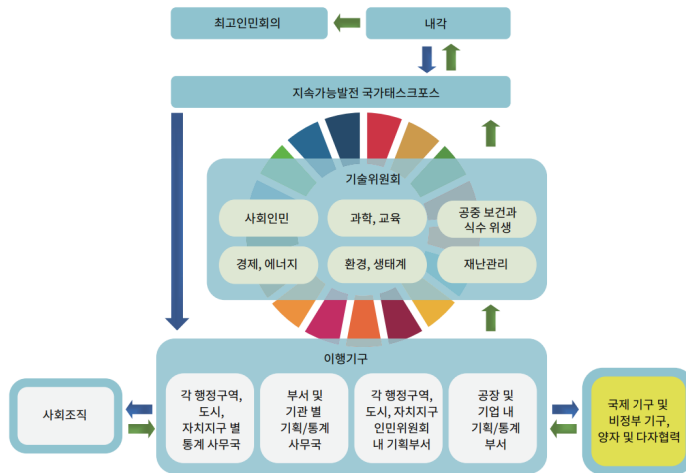 최고인민회의
내각
지속가능발전 국가태스크포스
기술위원회
사회인민
과학, 교육
공중 보건과
식수 위생
경제, 에너지
환경, 생태계
재난관리
이행기구
사회조직
각 행정구역,
도시,
자치지구 별
통계 사무국
부서 및
기관 별
기획/통계
사무국
각 행정구역,
도시, 자치지구
인민위원회
내 기획부서
공장 및
기업 내
기획/통계
부서
국제 기구 및
비정부 기구,
양자 및 다자협력